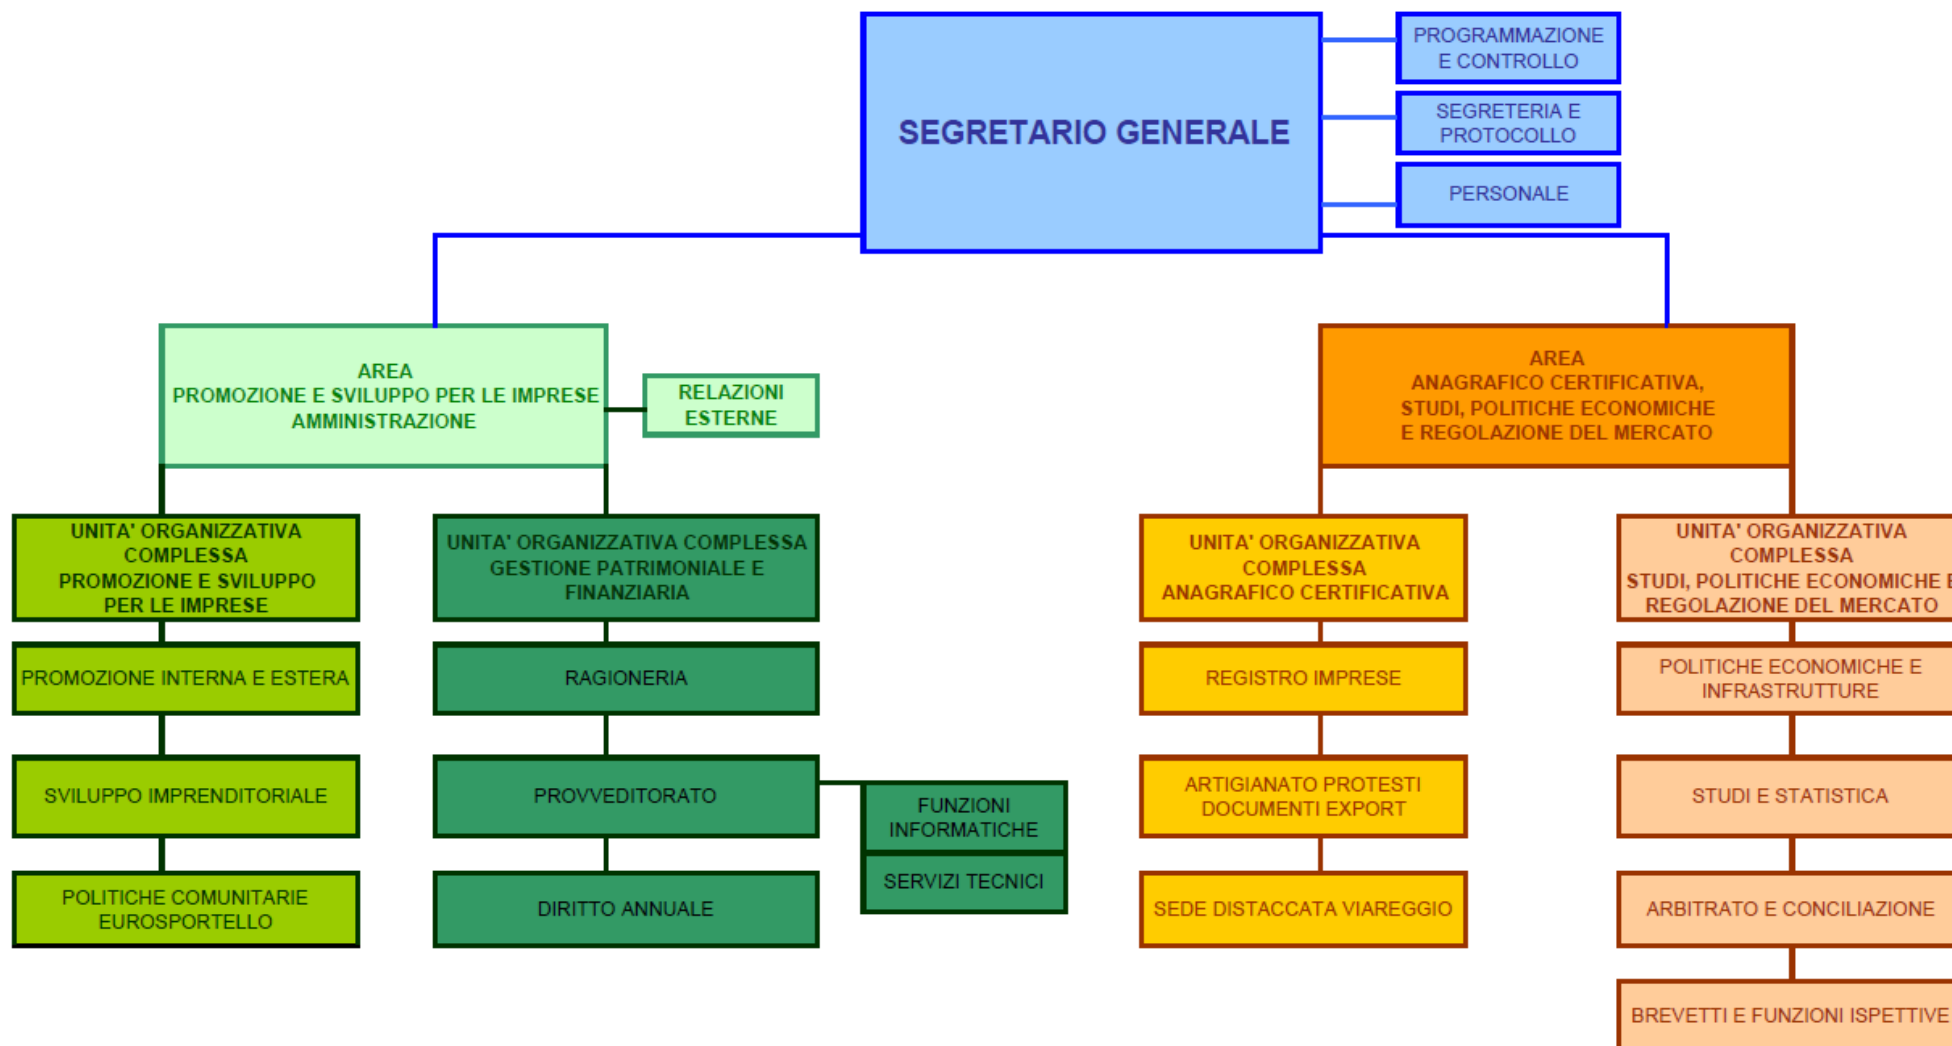 SEGRETARIO GENERALE
PROGRAMMAZIONE
E CONTROLLO
SEGRETERIA E
PROTOCOLLO
PERSONALE
AREA
PROMOZIONE E SVILUPPO PER LE IMPRESE
AMMINISTRAZIONE
RELAZIONI
ESTERNE
AREA
ANAGRAFICO CERTIFICATIVA,
STUDI, POLITICHE ECONOMICHE
E REGOLAZIONE DEL MERCATO
UNITA' ORGANIZZATIVA
COMPLESSA
PROMOZIONE E SVILUPPO
PER LE IMPRESE
PROMOZIONE INTERNA E ESTERA
SVILUPPO IMPRENDITORIALE
POLITICHE COMUNITARIE
EUROSPORTELLO
UNITA' ORGANIZZATIVA COMPLESSA
GESTIONE PATRIMONIALE E
FINANZIARIA
RAGIONERIA
PROVVEDITORATO
FUNZIONI
INFORMATICHE
SERVIZI TECNICI
DIRITTO ANNUALE
UNITA' ORGANIZZATIVA
COMPLESSA
ANAGRAFICO CERTIFICATIVA
REGISTRO IMPRESE
ARTIGIANATO PROTESTI
DOCUMENTI EXPORT
SEDE DISTACCATA VIAREGGIO
UNITA' ORGANIZZATIVA
COMPLESSA
STUDI, POLITICHE ECONOMICHE E
REGOLAZIONE DEL MERCATO
POLITICHE ECONOMICHE E
INFRASTRUTTURE
STUDI E STATISTICA
ARBITRATO E CONCILIAZIONE
BREVETTI E FUNZIONI ISPETTIVE